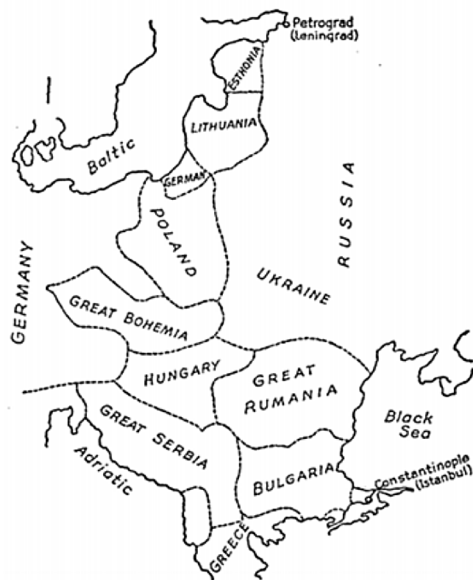 Petrograd
(Leningrad)
ESTHONIA
LITHUANIA
Baltic
GERMAN
POLAND
RUSSIA
UKRAINE
GERMANY
GREAT BOHEMIA
HUNGARY
GREAT
RUMANIA
GREAT SERBIA
Black
Sea
Adriatic
BULGARIA
Constantinople
(Istanbul)
GREECE